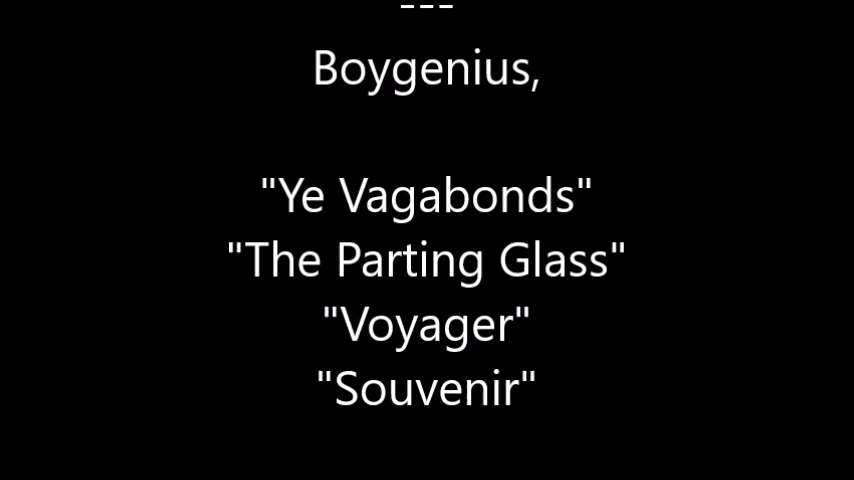 ---
Boygenius,
"Ye Vagabonds"
"The Parting Glass"
"Voyager"
"Souvenir"